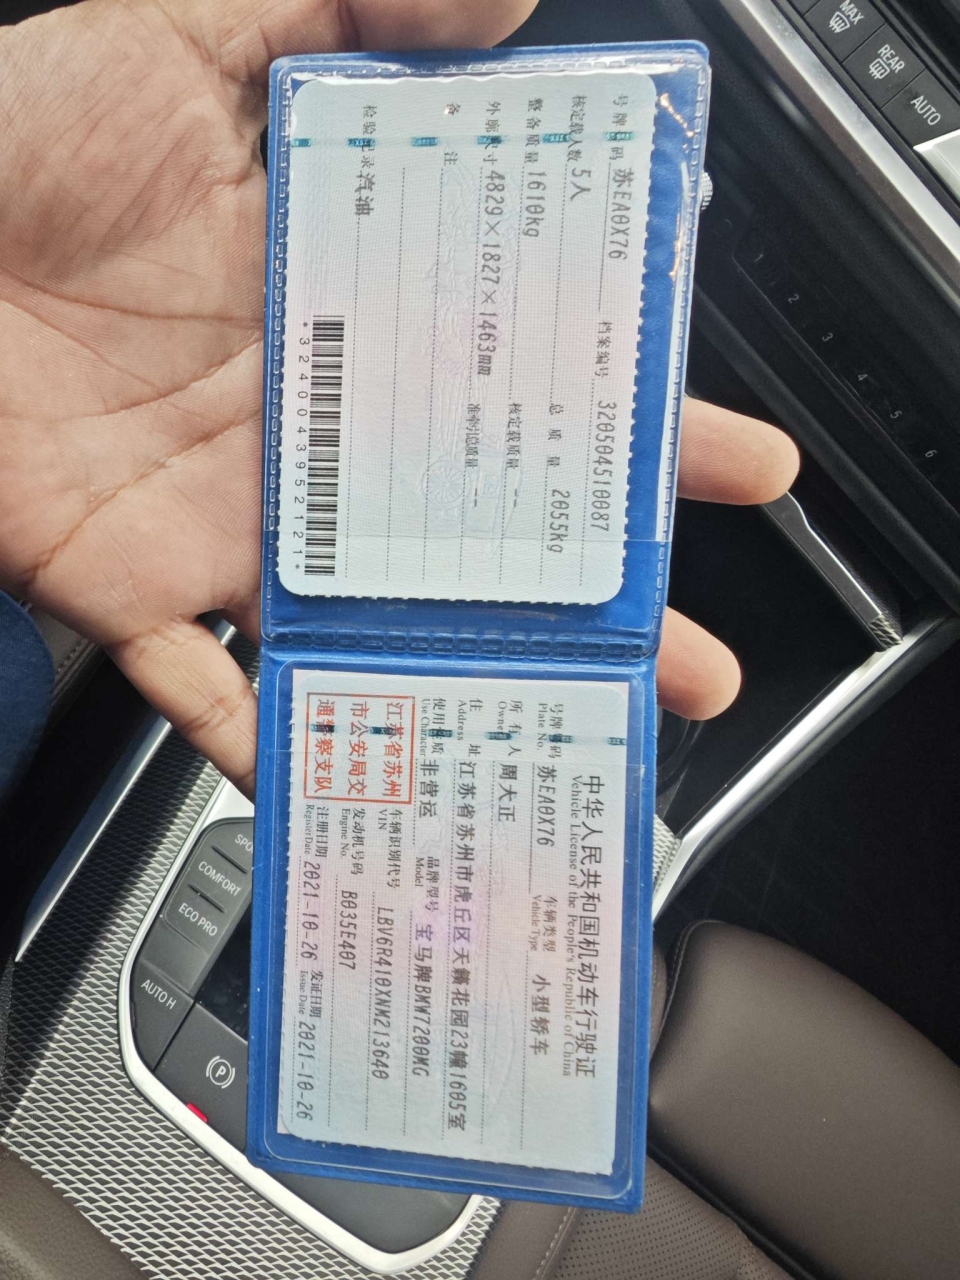 号牌号码 苏EA0X76 档案编号 320504510087
核定载人数 5人 总质量 2055kg
整备质量 1610kg 核定载质量 --
外廓尺寸 4829×1827×1463mm 准牵引总质量 --
备注
检验记录 汽油
*3240043952121*
中华人民共和国机动车行驶证
Vehicle License of the People's Republic of China
号牌号码 苏EA0X76 车辆类型 小型轿车
Plate No. Vehicle Type
所有人 周大正
Owner
住址 江苏省苏州市虎丘区天籁花园23幢1605室
Address
使用性质 非营运 品牌型号 宝马牌BMW7200MG
Use Character Model
江苏省苏州
市公安局交
通警察支队
车辆识别代号 LBV6R410XNM213640
VIN
发动机号码 B035E407
Engine No.
注册日期 2021-10-26 发证日期 2021-10-26
Register Date Issue Date
MAX
REAR
AUTO
1 2 3 4 5 6
SPO
COMFORT
ECO PRO
AUTO H
P